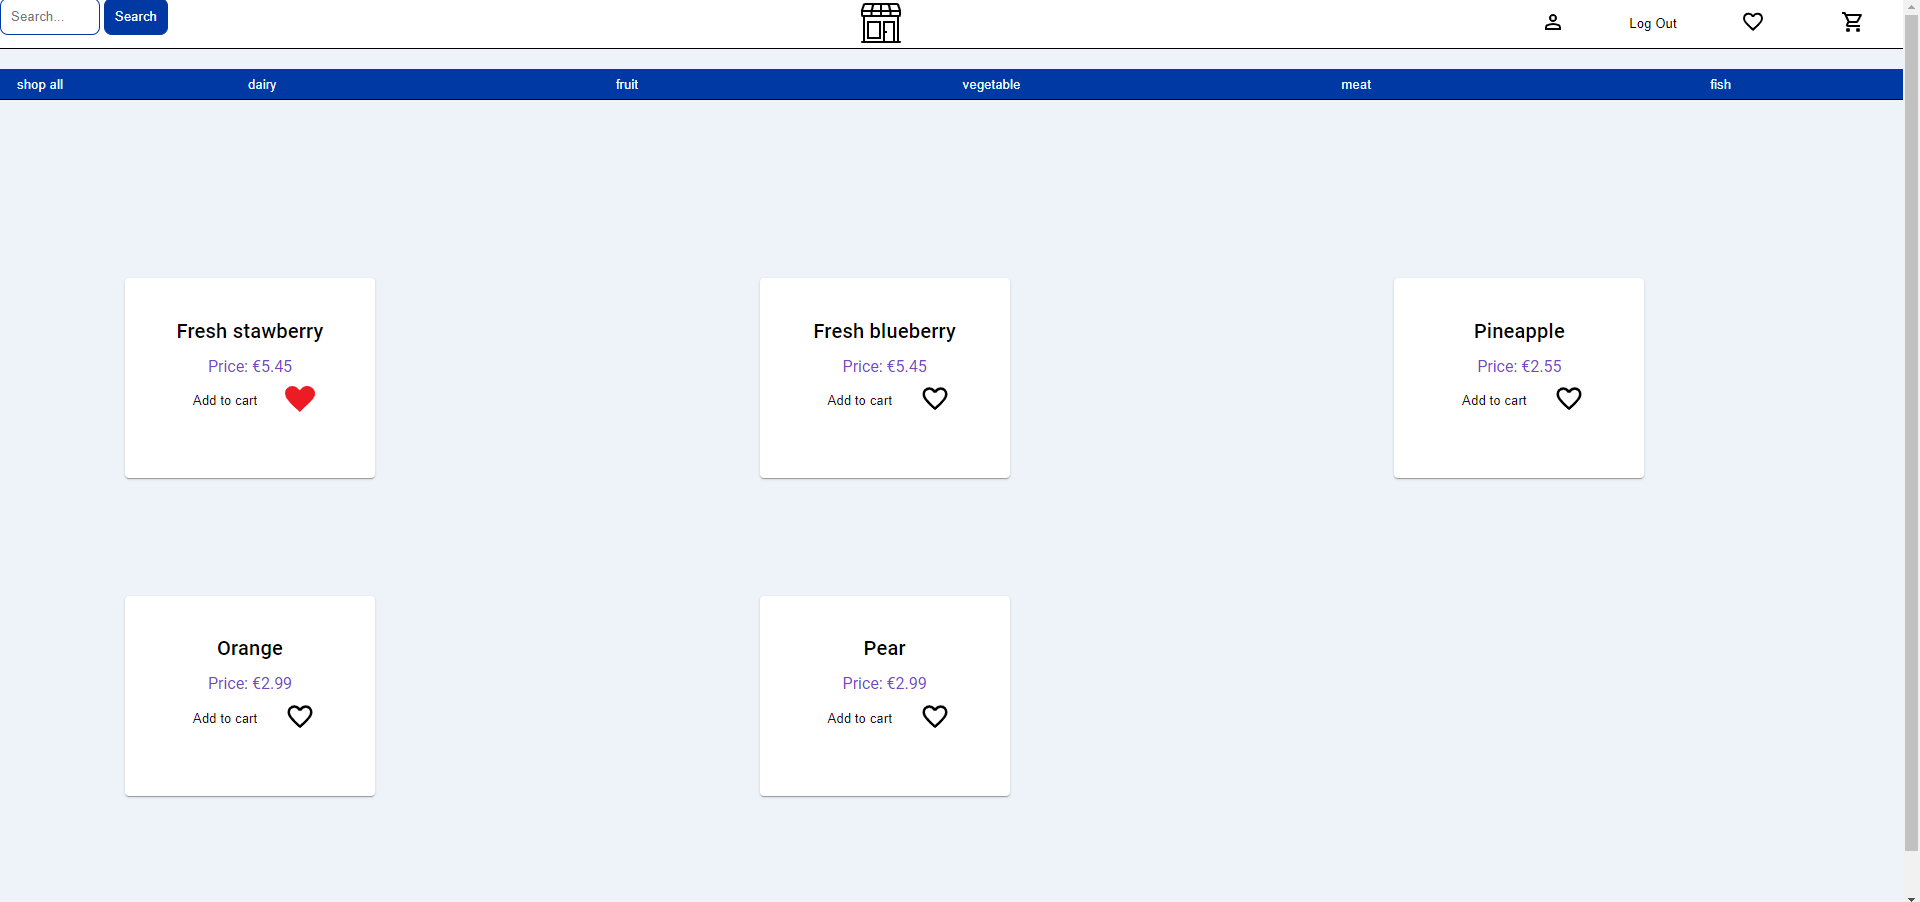 Search... Search Log Out
shop all dairy fruit vegetable meat fish
Fresh stawberry
Price: €5.45
Add to cart
Fresh blueberry
Price: €5.45
Add to cart
Pineapple
Price: €2.55
Add to cart
Orange
Price: €2.99
Add to cart
Pear
Price: €2.99
Add to cart